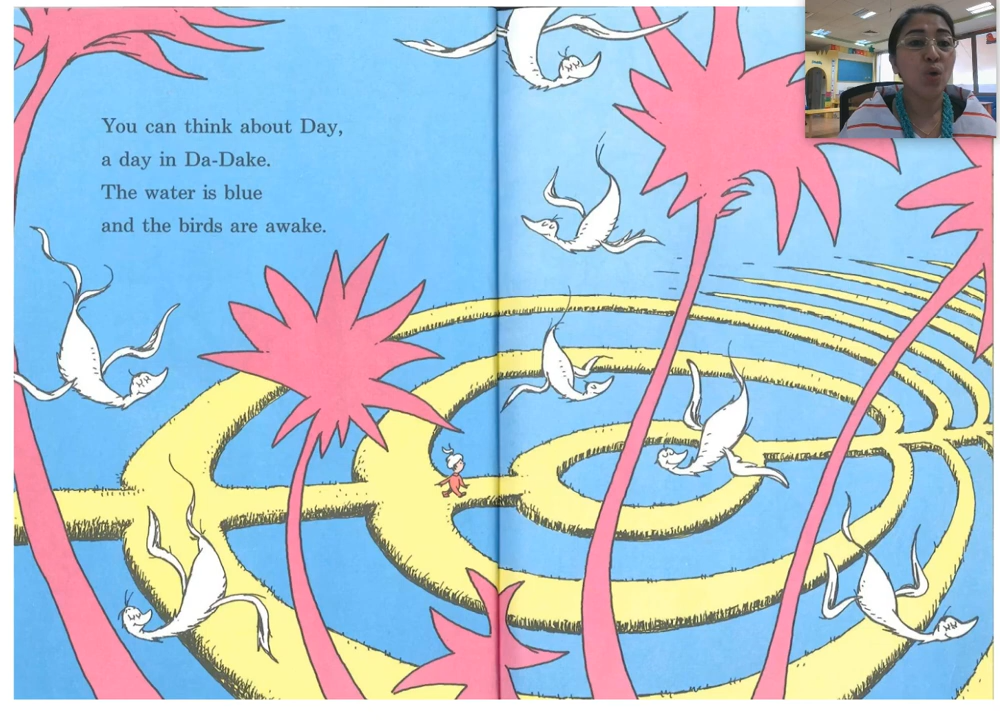 You can think about Day,
a day in Da-Dake.
The water is blue
and the birds are awake.